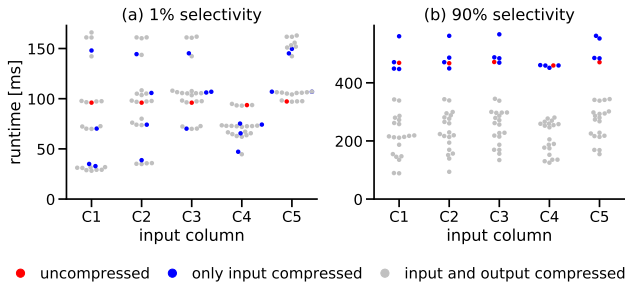 (a) 1% selectivity
(b) 90% selectivity
runtime [ms]
150
100
50
0
400
200
0
C1 C2 C3 C4 C5
C1 C2 C3 C4 C5
input column
input column
uncompressed
only input compressed
input and output compressed